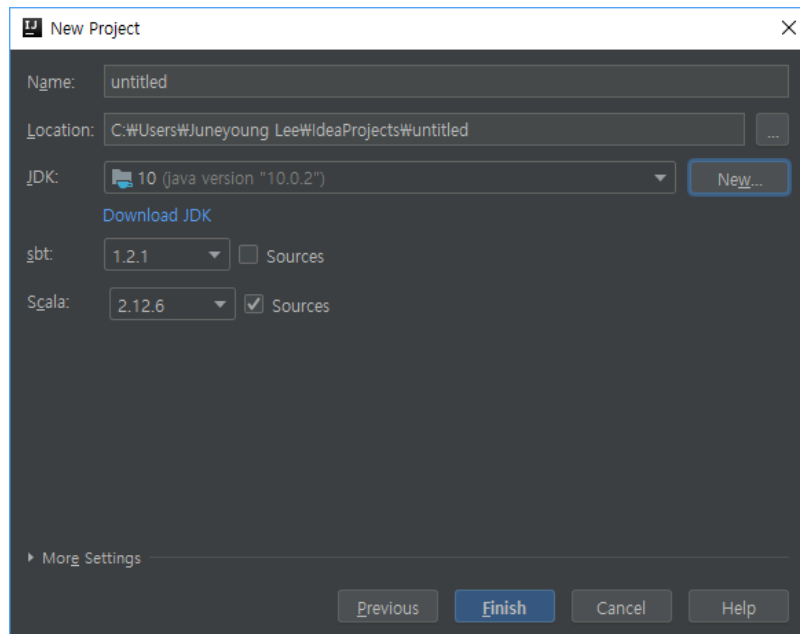 IJ New Project
Name: untitled
Location: C:₩Users₩Juneyoung Lee₩IdeaProjects₩untitled ...
JDK: 10 (java version "10.0.2") New...
Download JDK
sbt: 1.2.1 Sources
Scala: 2.12.6 Sources
More Settings
Previous Finish Cancel Help